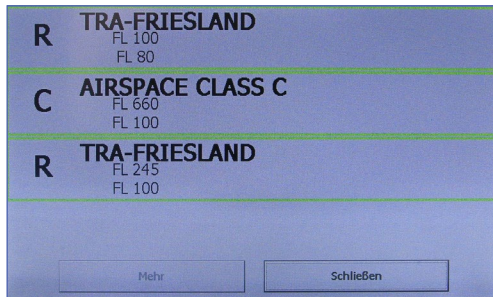 R TRA-FRIESLAND
FL 100
FL 80
C AIRSPACE CLASS C
FL 660
FL 100
R TRA-FRIESLAND
FL 245
FL 100
Mehr Schließen